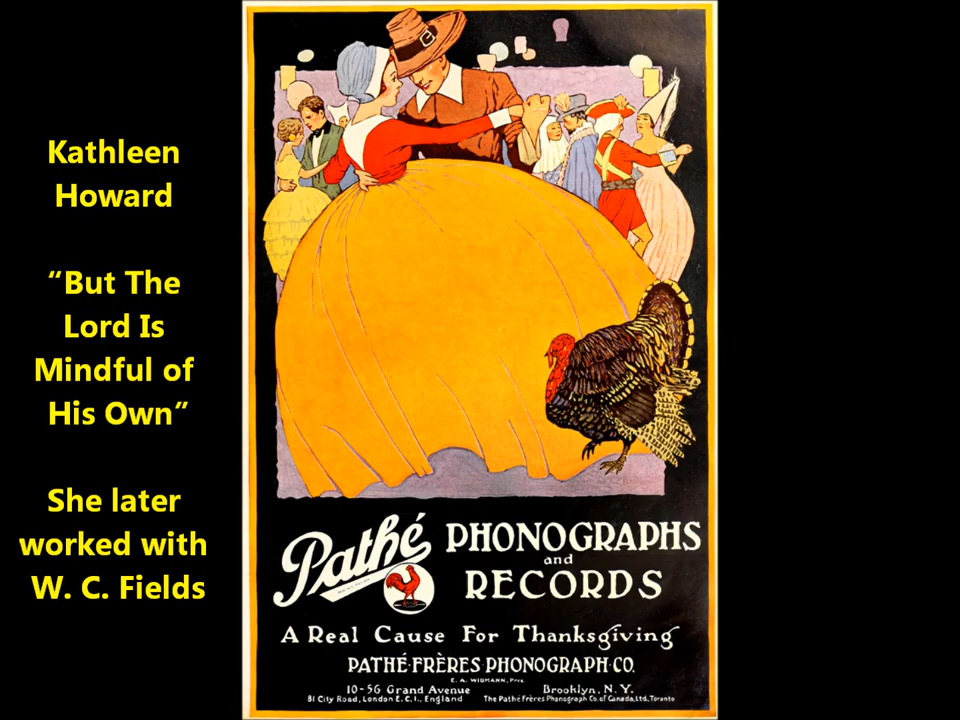 Kathleen
Howard
"But The
Lord Is
Mindful of
His Own"
She later
worked with
W. C. Fields
Pathé PHONOGRAPHS
and
RECORDS
A Real Cause For Thanksgiving
PATHÉ-FRÈRES PHONOGRAPH CO.
E. A. WIDMANN, Pres.
10-56 Grand Avenue Brooklyn, N. Y.
81 City Road, London E. C. 1., England The Pathé Frères Phonograph Co. of Canada, Ltd., Toronto